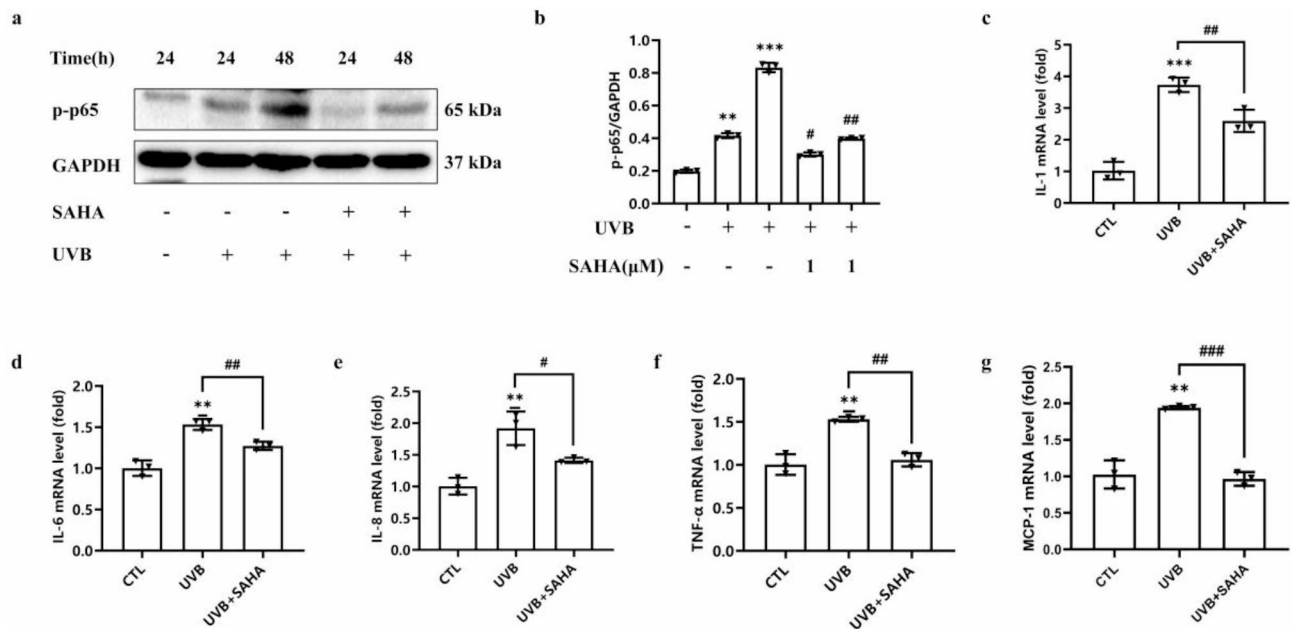 a
Time(h) 24 24 48 24 48
p-p65 65 kDa
GAPDH 37 kDa
SAHA - - - + +
UVB - + + + +
b
p-p65/GAPDH
1.0
0.8
0.6
0.4
0.2
0.0
** *** # ##
UVB - + + + +
SAHA(μM) - - - 1 1
c
IL-1 mRNA level (fold)
5
4
3
2
1
0
##
***
CTL UVB UVB+SAHA
d
IL-6 mRNA level (fold)
2.0
1.5
1.0
0.5
0.0
##
**
CTL UVB UVB+SAHA
e
IL-8 mRNA level (fold)
2.5
2.0
1.5
1.0
0.5
0.0
#
**
CTL UVB UVB+SAHA
f
TNF-α mRNA level (fold)
2.0
1.5
1.0
0.5
0.0
##
**
CTL UVB UVB+SAHA
g
MCP-1 mRNA level (fold)
2.5
2.0
1.5
1.0
0.5
0.0
###
**
CTL UVB UVB+SAHA